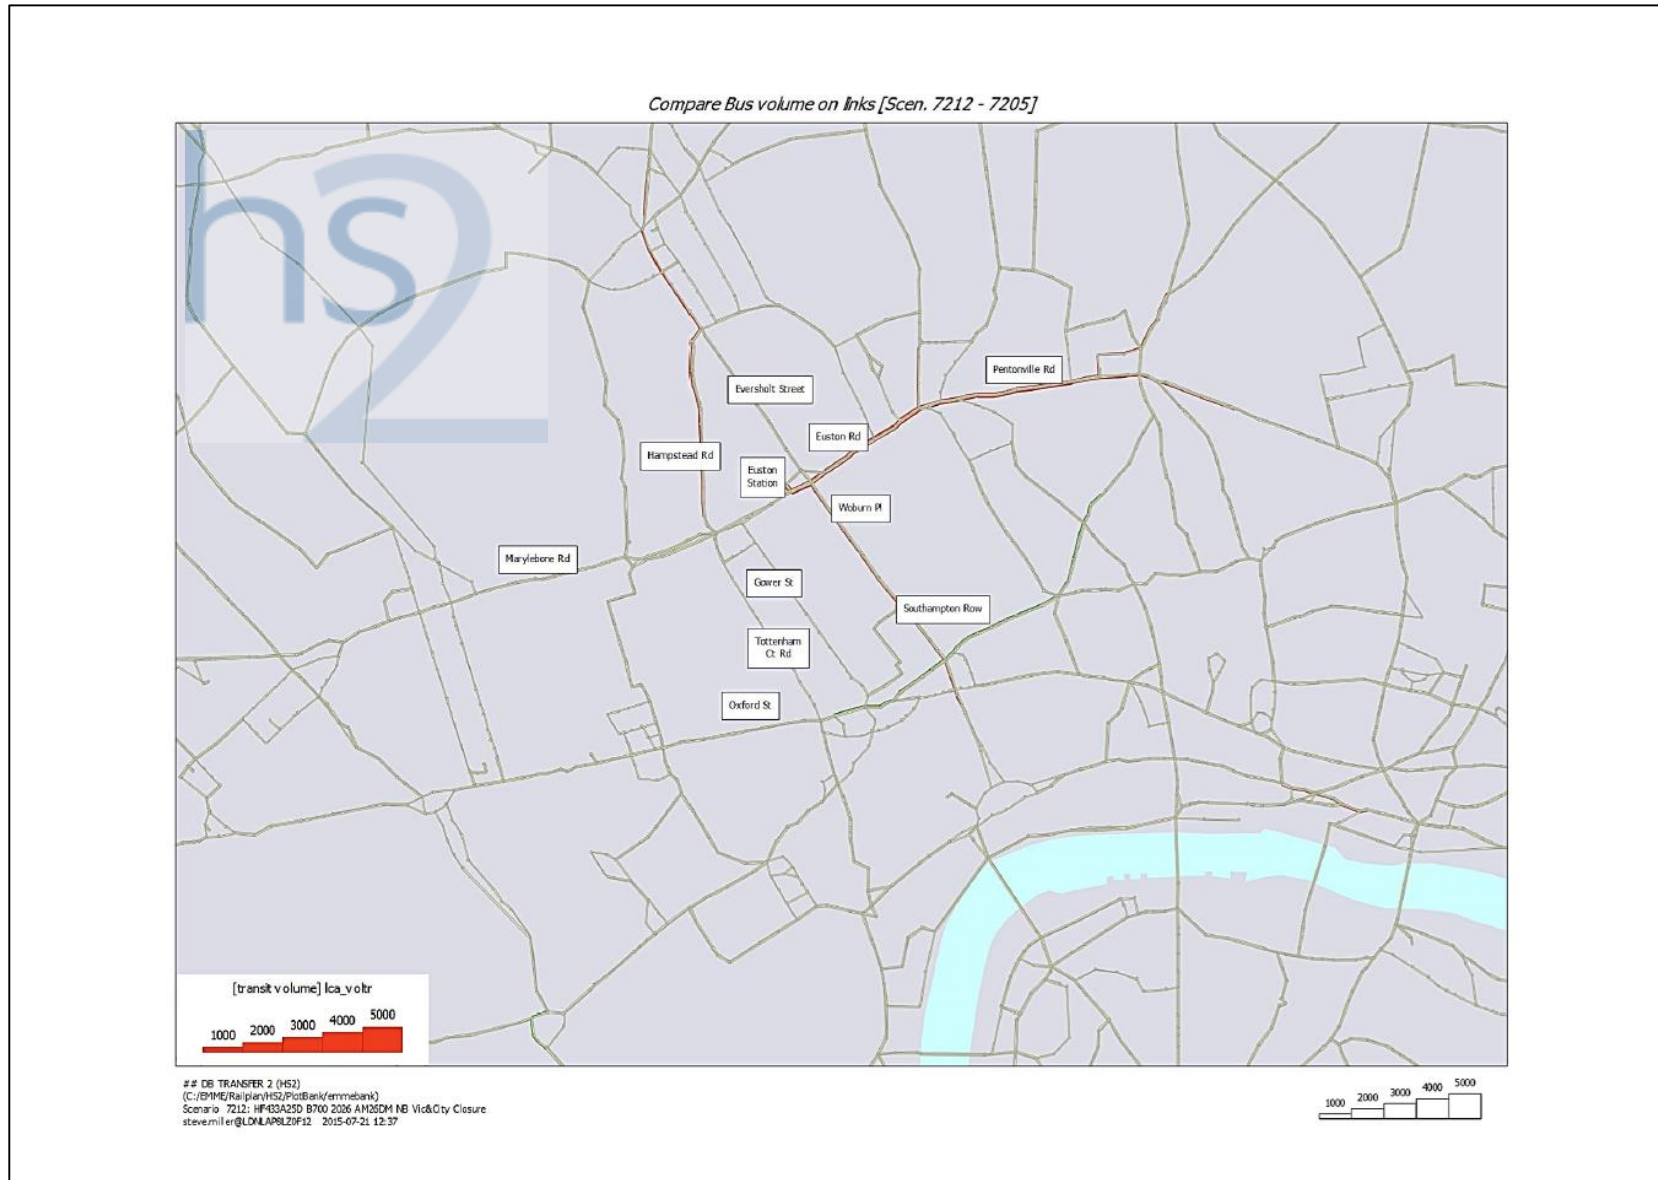 Compare Bus volume on links [Scen. 7212 - 7205]
hs2
Pentonville Rd
Eversholt Street
Euston Rd
Hampstead Rd
Euston
Station
Woburn Pl
Marylebone Rd
Gower St
Southampton Row
Tottenham
Ct Rd
Oxford St
[transit volume] lca_voltr
1000 2000 3000 4000 5000
## DB TRANSFER 2 (HS2)
(C:/EMME/Railplan/HS2/PlotBank/emmebank)
Scenario 7212: HF433A25D B700 2026 AM26DM NB Vic&City Closure
steve.miller@LDNLAP8LZ0F12 2015-07-21 12:37
1000 2000 3000 4000 5000